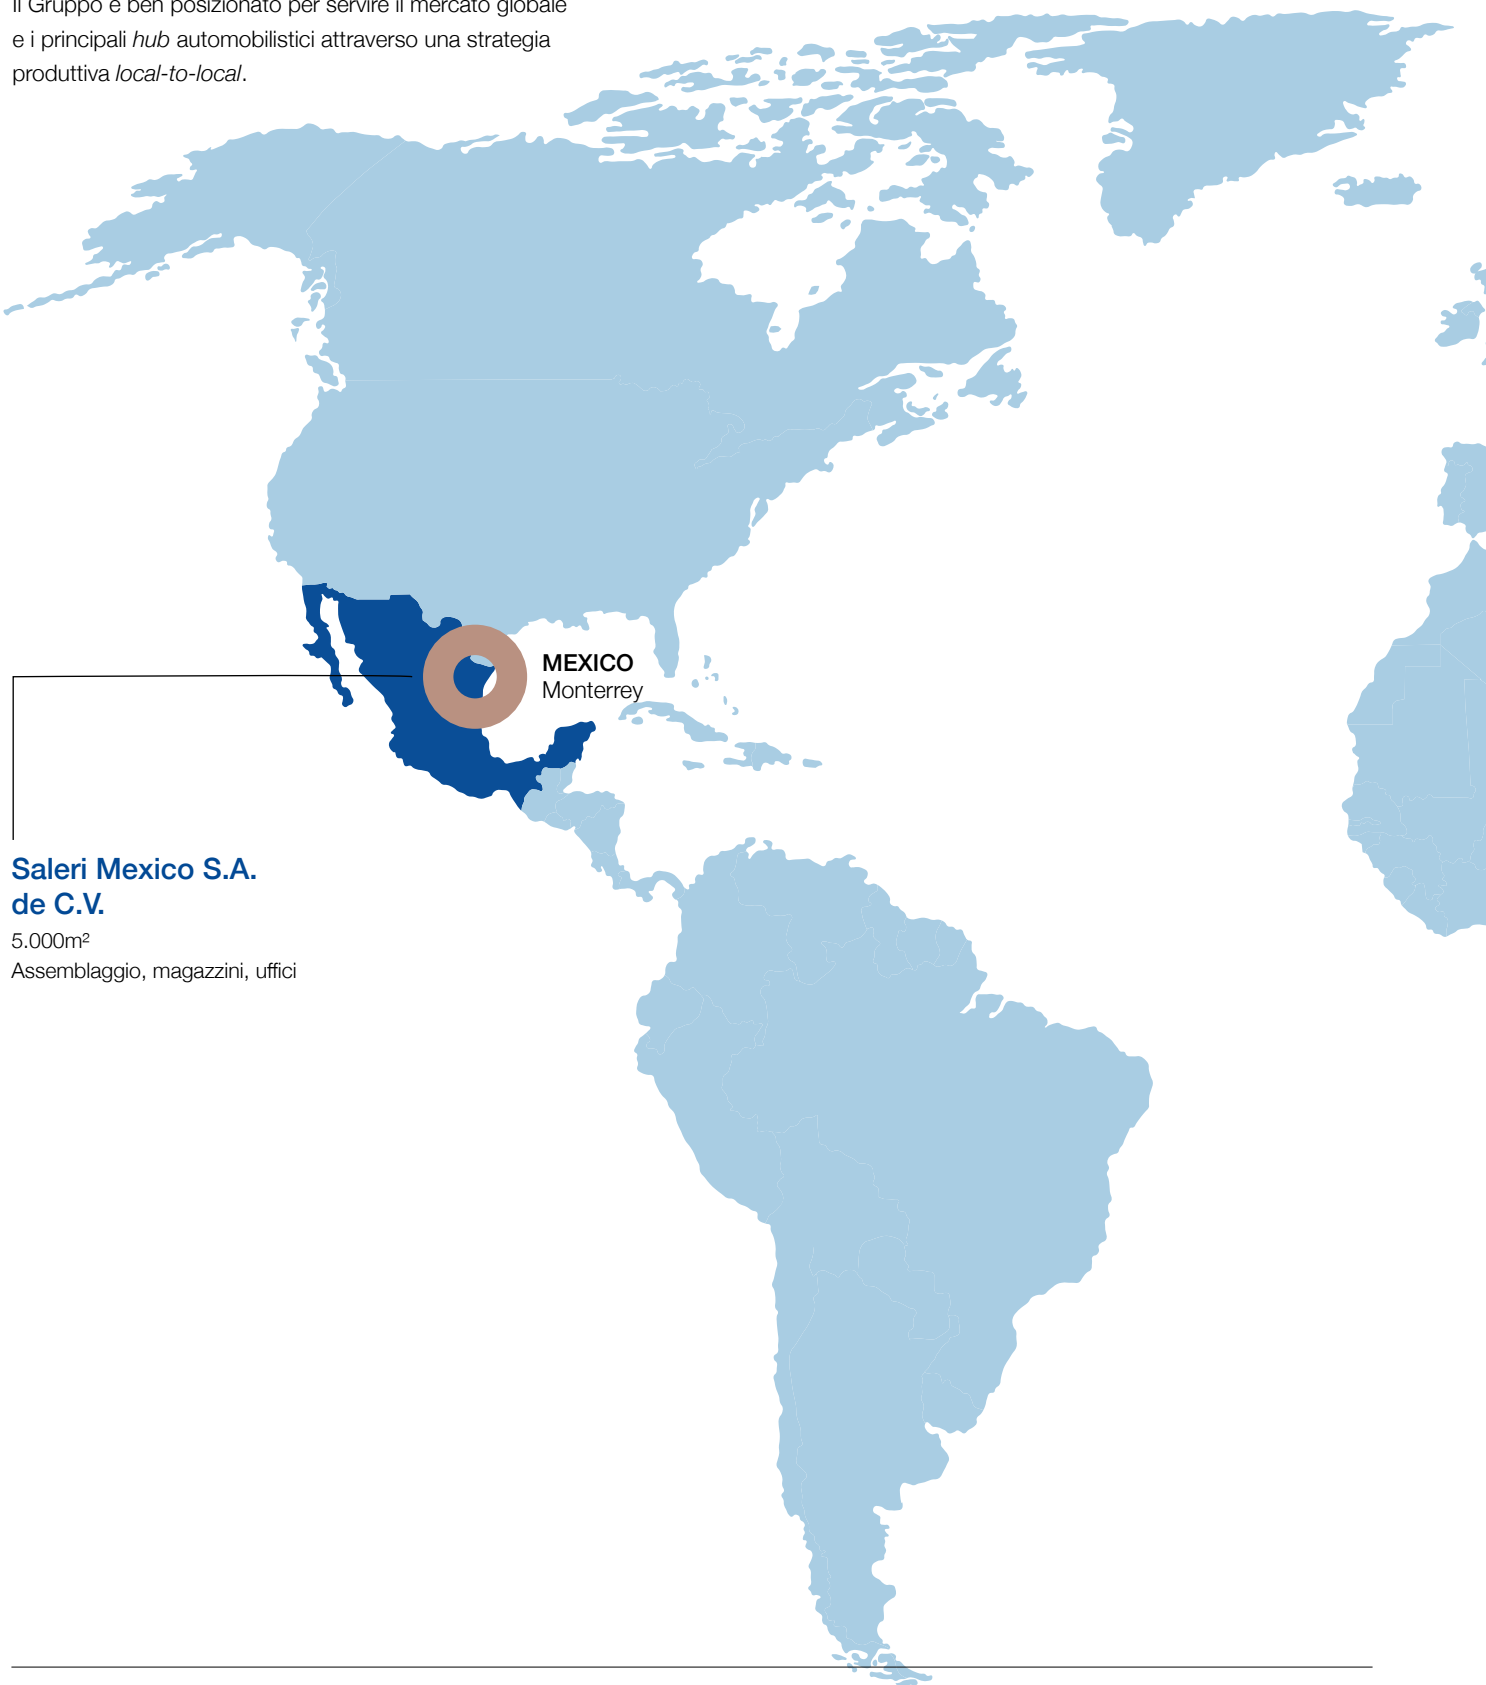 Il Gruppo è ben posizionato per servire il mercato globale
e i principali hub automobilistici attraverso una strategia
produttiva local-to-local.
MEXICO
Monterrey
Saleri Mexico S.A.
de C.V.
5.000m²
Assemblaggio, magazzini, uffici